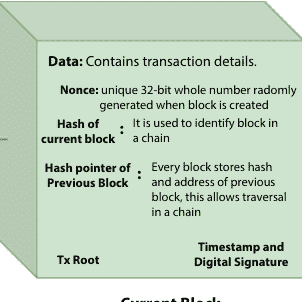 Data: Contains transaction details.
Nonce: unique 32-bit whole number radomly
generated when block is created
Hash of
current block : It is used to identify block in
a chain
Hash pointer of
Previous Block : Every block stores hash
and address of previous
block, this allows traversal
in a chain
Tx Root
Timestamp and
Digital Signature
Current Block